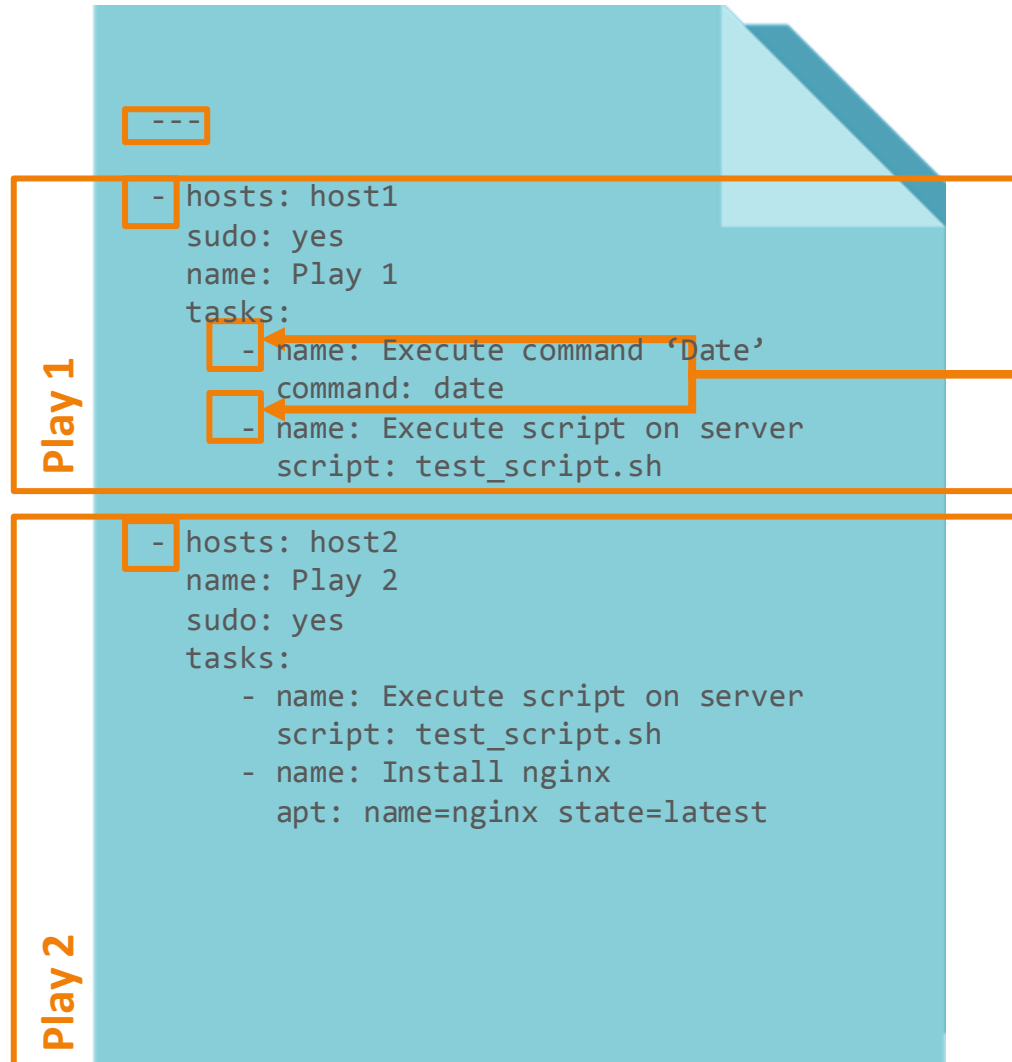 ---
- hosts: host1
sudo: yes
name: Play 1
tasks:
- name: Execute command ‘Date’
command: date
- name: Execute script on server
script: test_script.sh
Play 1
- hosts: host2
name: Play 2
sudo: yes
tasks:
- name: Execute script on server
script: test_script.sh
- name: Install nginx
apt: name=nginx state=latest
Play 2